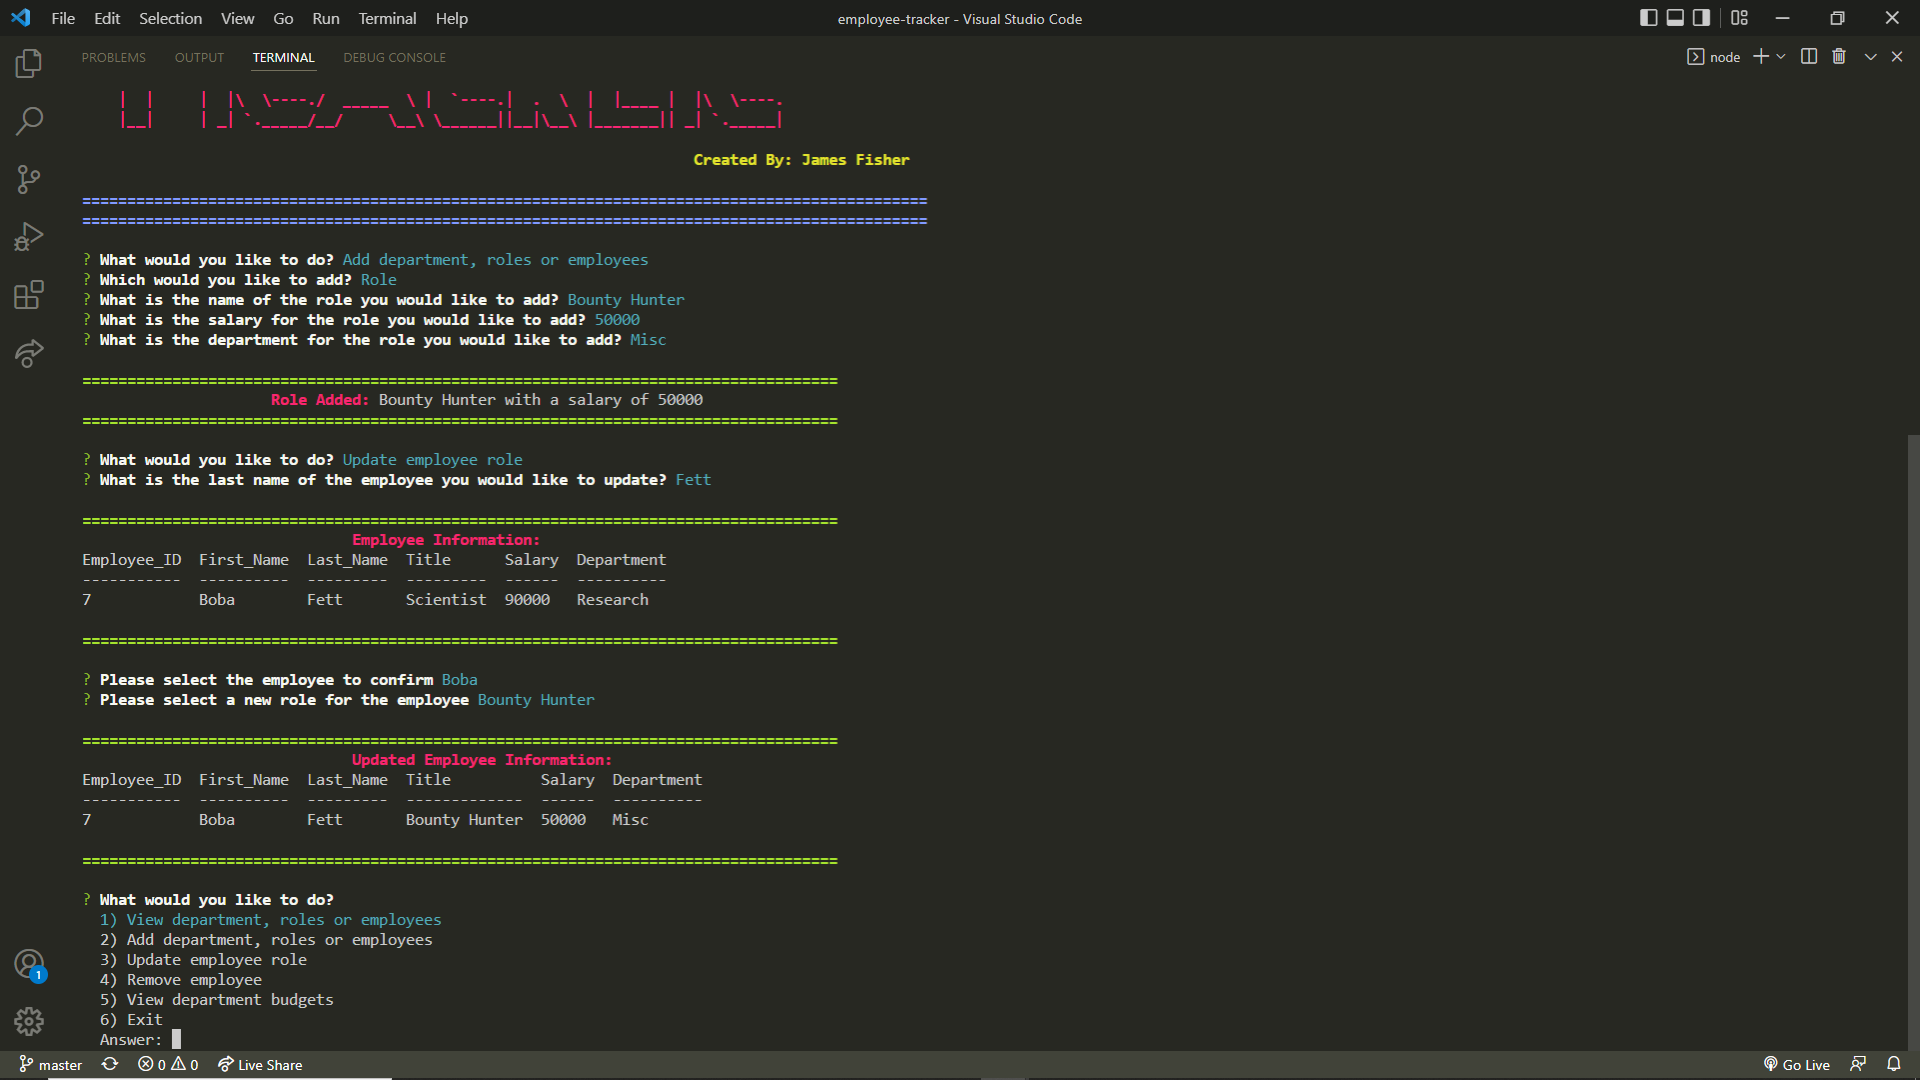 File Edit Selection View Go Run Terminal Help
employee-tracker - Visual Studio Code
PROBLEMS OUTPUT TERMINAL DEBUG CONSOLE
node
Created By: James Fisher
==============================================================================================
==============================================================================================
? What would you like to do? Add department, roles or employees
? Which would you like to add? Role
? What is the name of the role you would like to add? Bounty Hunter
? What is the salary for the role you would like to add? 50000
? What is the department for the role you would like to add? Misc
====================================================================================
Role Added: Bounty Hunter with a salary of 50000
====================================================================================
? What would you like to do? Update employee role
? What is the last name of the employee you would like to update? Fett
====================================================================================
Employee Information:
Employee_ID  First_Name  Last_Name  Title      Salary  Department
-----------  ----------  ---------  ---------  ------  ----------
7            Boba        Fett       Scientist  90000   Research
====================================================================================
? Please select the employee to confirm Boba
? Please select a new role for the employee Bounty Hunter
====================================================================================
Updated Employee Information:
Employee_ID  First_Name  Last_Name  Title          Salary  Department
-----------  ----------  ---------  -------------  ------  ----------
7            Boba        Fett       Bounty Hunter  50000   Misc
====================================================================================
? What would you like to do?
1) View department, roles or employees
2) Add department, roles or employees
3) Update employee role
4) Remove employee
5) View department budgets
6) Exit
Answer:
1
master 0 0 Live Share
Go Live